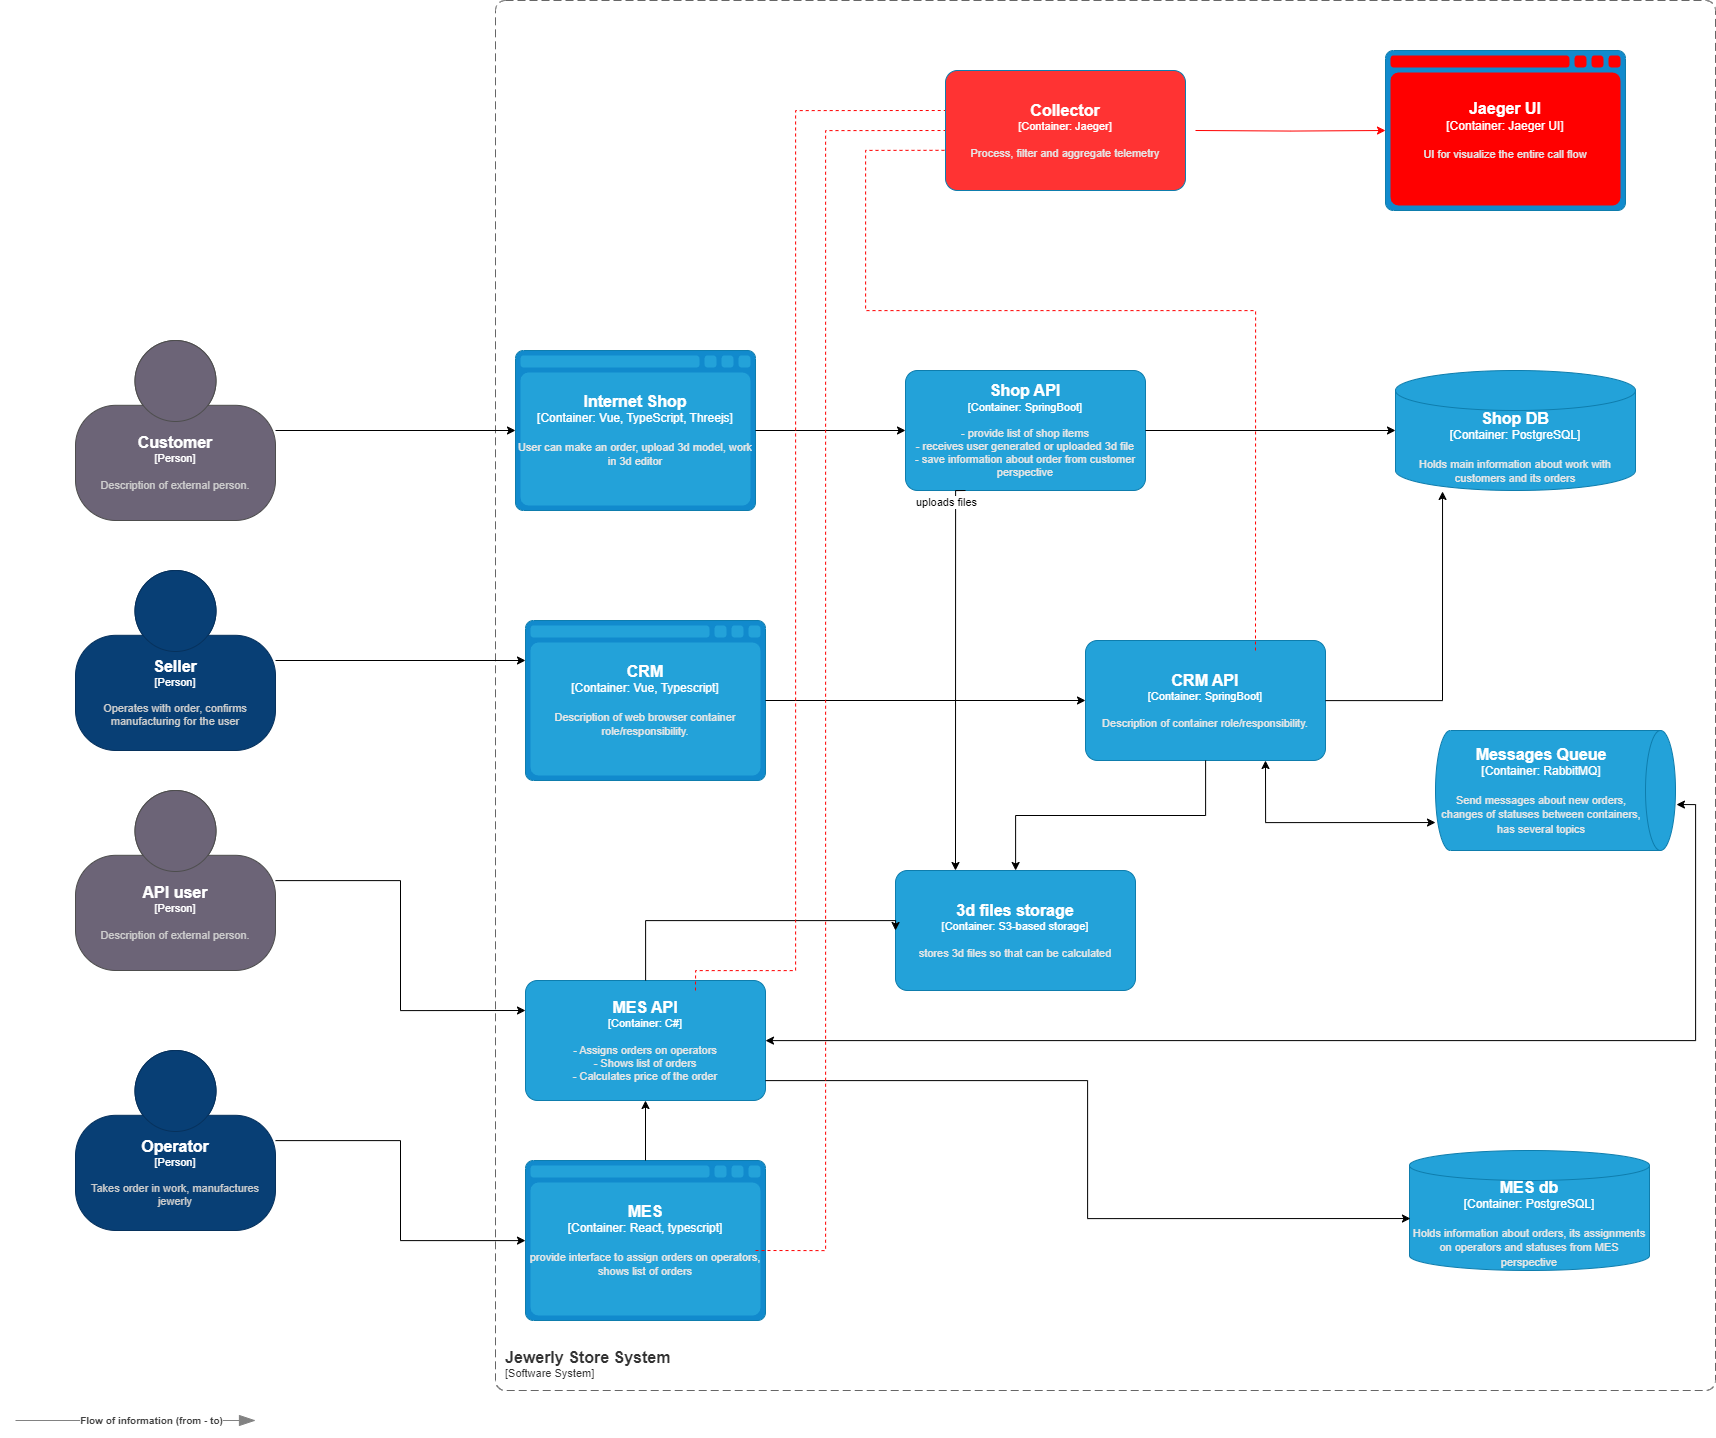 Collector
[Container: Jaeger]
Process, filter and aggregate telemetry
Jaeger UI
[Container: Jaeger UI]
UI for visualize the entire call flow
Customer
[Person]
Description of external person.
Internet Shop
[Container: Vue, TypeScript, Threejs]
User can make an order, upload 3d model, work
in 3d editor
Shop API
[Container: SpringBoot]
- provide list of shop items
- receives user generated or uploaded 3d file
- save information about order from customer
perspective
uploads files
Shop DB
[Container: PostgreSQL]
Holds main information about work with
customers and its orders
Seller
[Person]
Operates with order, confirms
manufacturing for the user
CRM
[Container: Vue, Typescript]
Description of web browser container
role/responsibility.
CRM API
[Container: SpringBoot]
Description of container role/responsibility.
Messages Queue
[Container: RabbitMQ]
Send messages about new orders,
changes of statuses between containers,
has several topics
API user
[Person]
Description of external person.
3d files storage
[Container: S3-based storage]
stores 3d files so that can be calculated
MES API
[Container: C#]
- Assigns orders on operators
- Shows list of orders
- Calculates price of the order
Operator
[Person]
Takes order in work, manufactures
jewerly
MES
[Container: React, typescript]
provide interface to assign orders on operators,
shows list of orders
MES db
[Container: PostgreSQL]
Holds information about orders, its assignments
on operators and statuses from MES
perspective
Jewerly Store System
[Software System]
Flow of information (from - to)